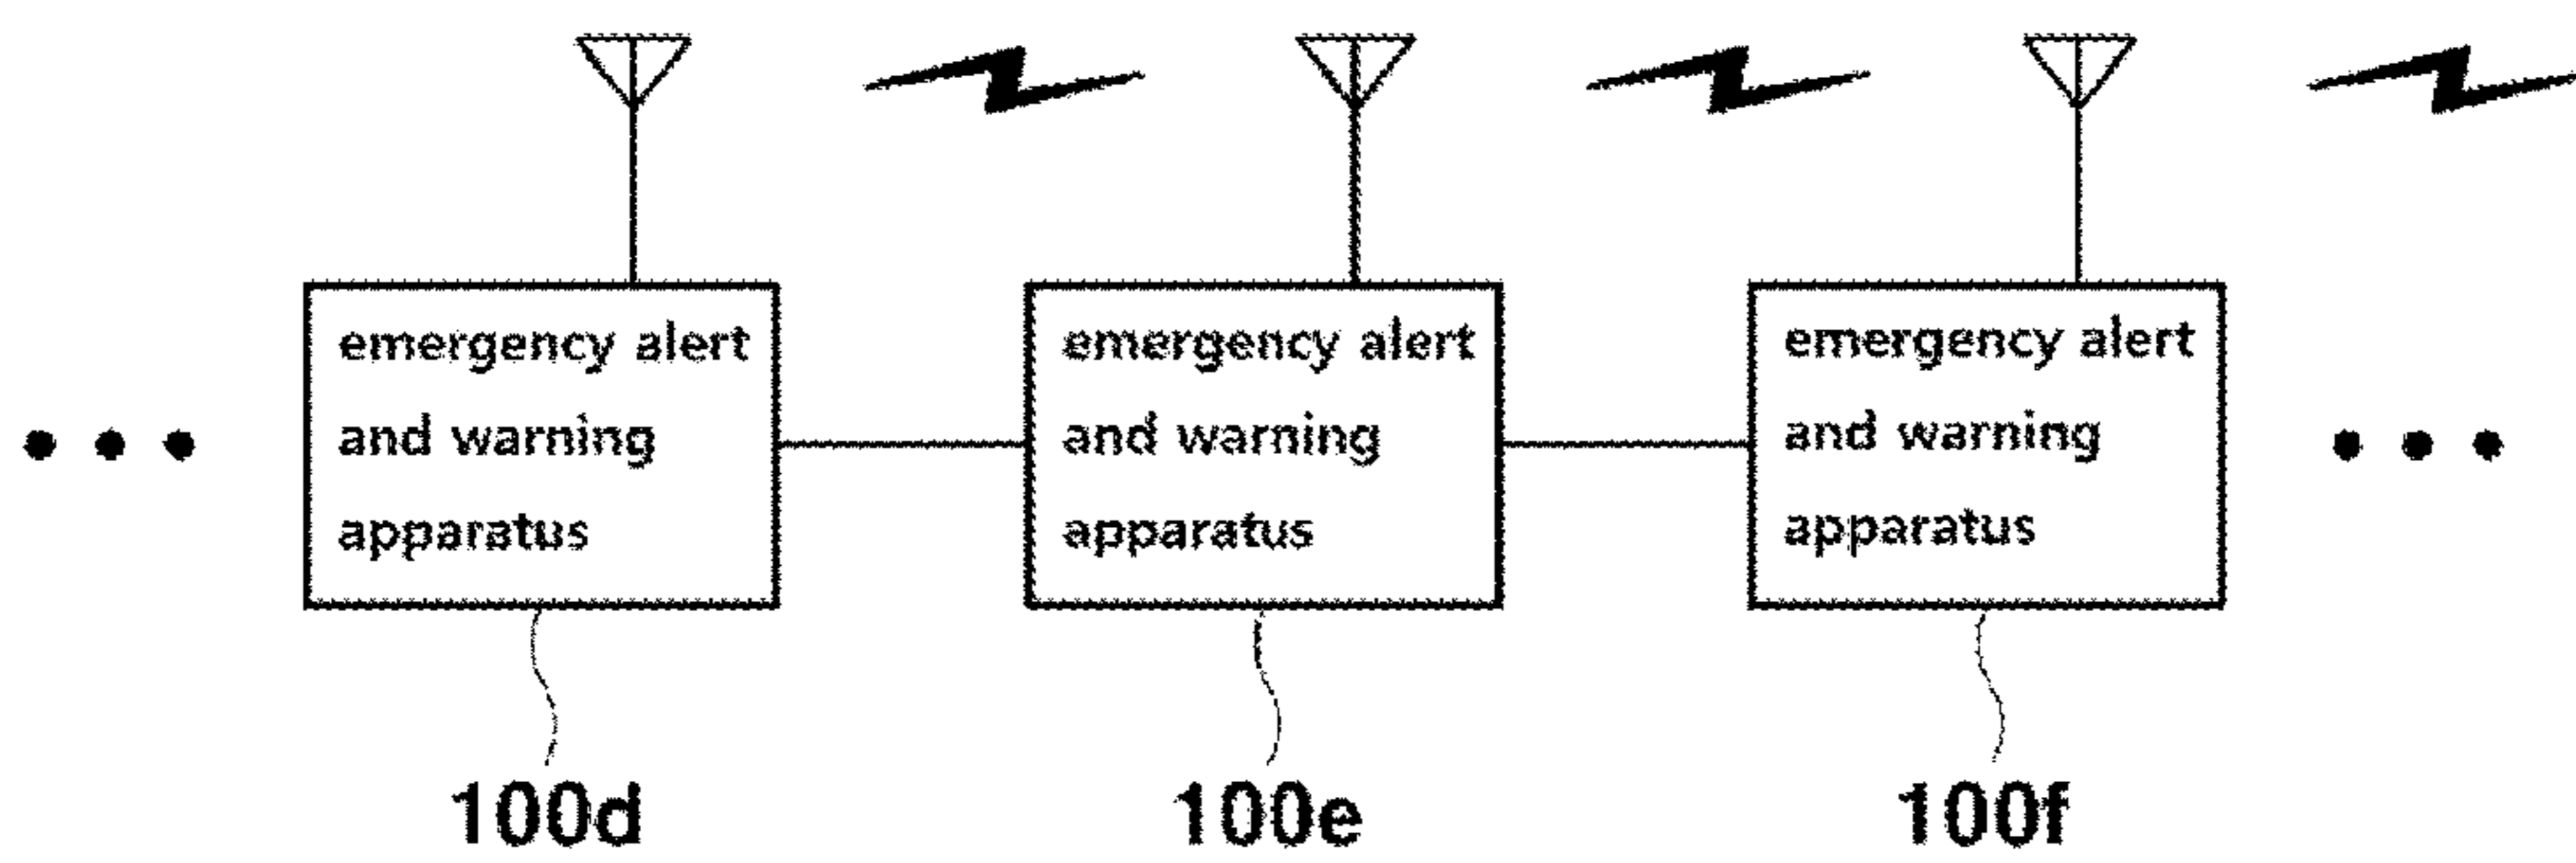 emergency alert
and warning
apparatus
emergency alert
and warning
apparatus
emergency alert
and warning
apparatus
100d
100e
100f